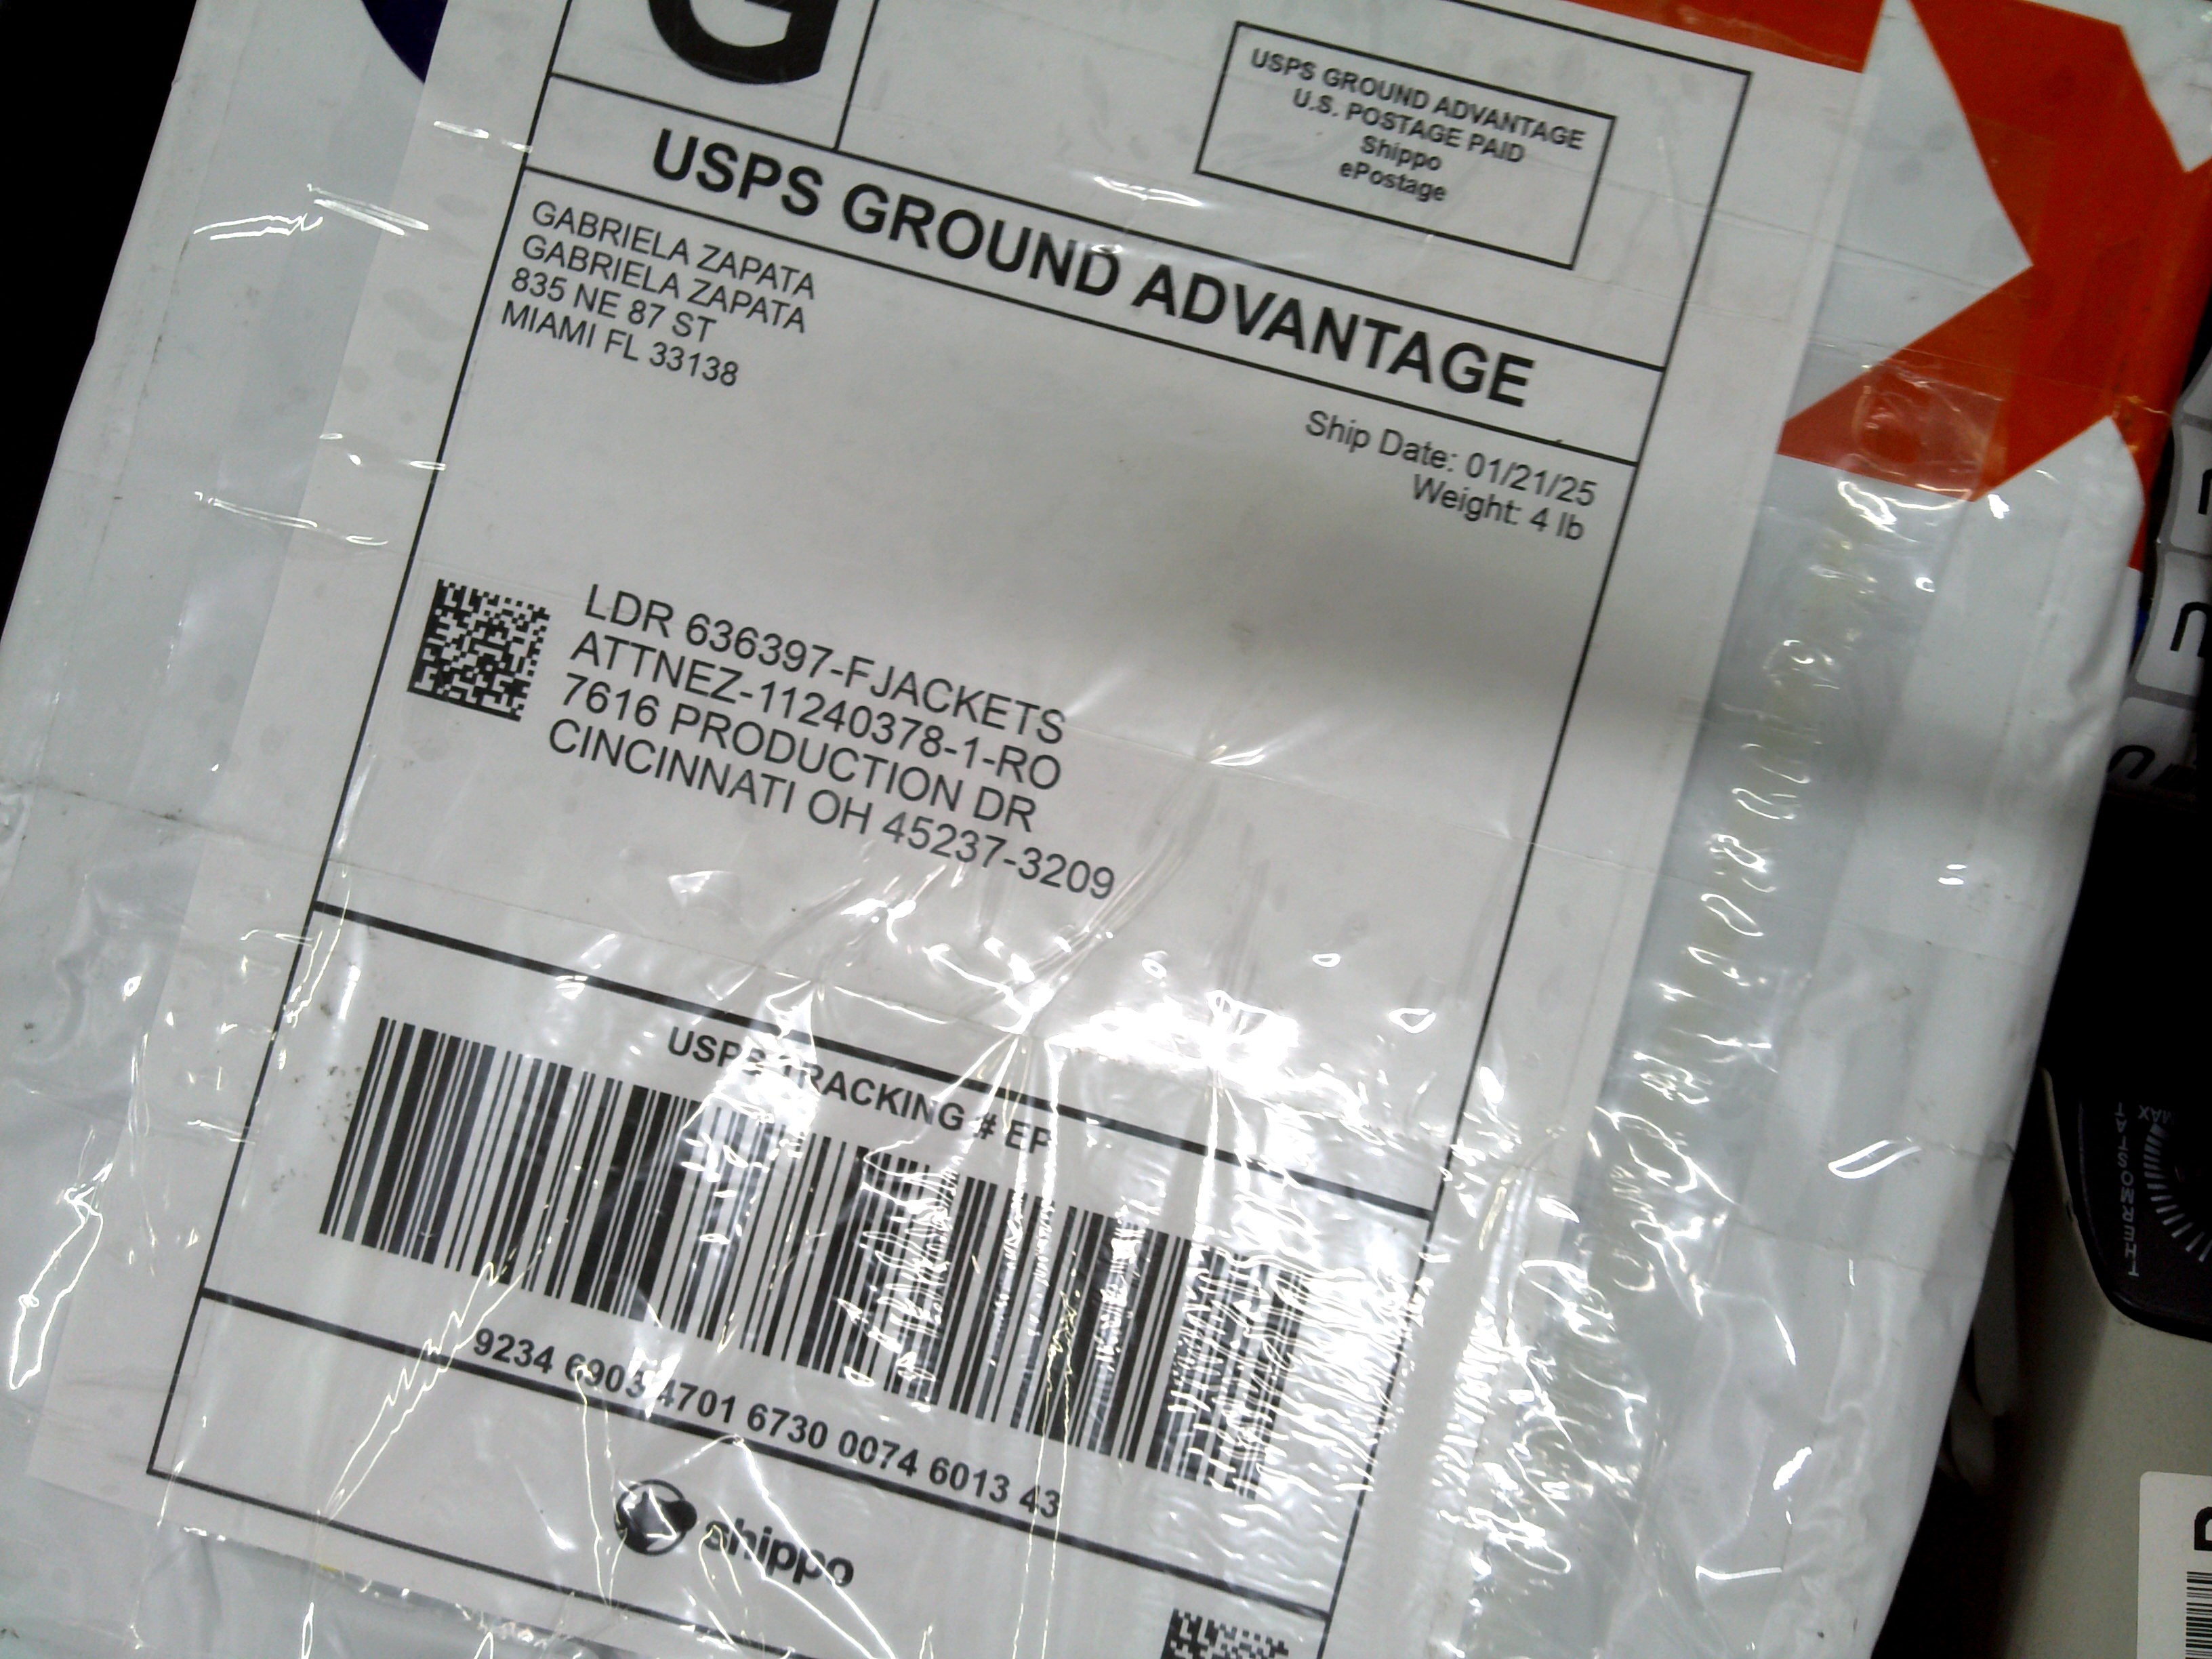 G
USPS GROUND ADVANTAGE
U.S. POSTAGE PAID
Shippo
ePostage
USPS GROUND ADVANTAGE
GABRIELA ZAPATA
GABRIELA ZAPATA
835 NE 87 ST
MIAMI FL 33138
Ship Date: 01/21/25
Weight: 4 lb
LDR 636397-FJACKETS
ATTNEZ-11240378-1-RO
7616 PRODUCTION DR
CINCINNATI OH 45237-3209
USPS TRACKING # EP
9234 6903 4701 6730 0074 6013 43
shippo
THERMOSTAT
MAX